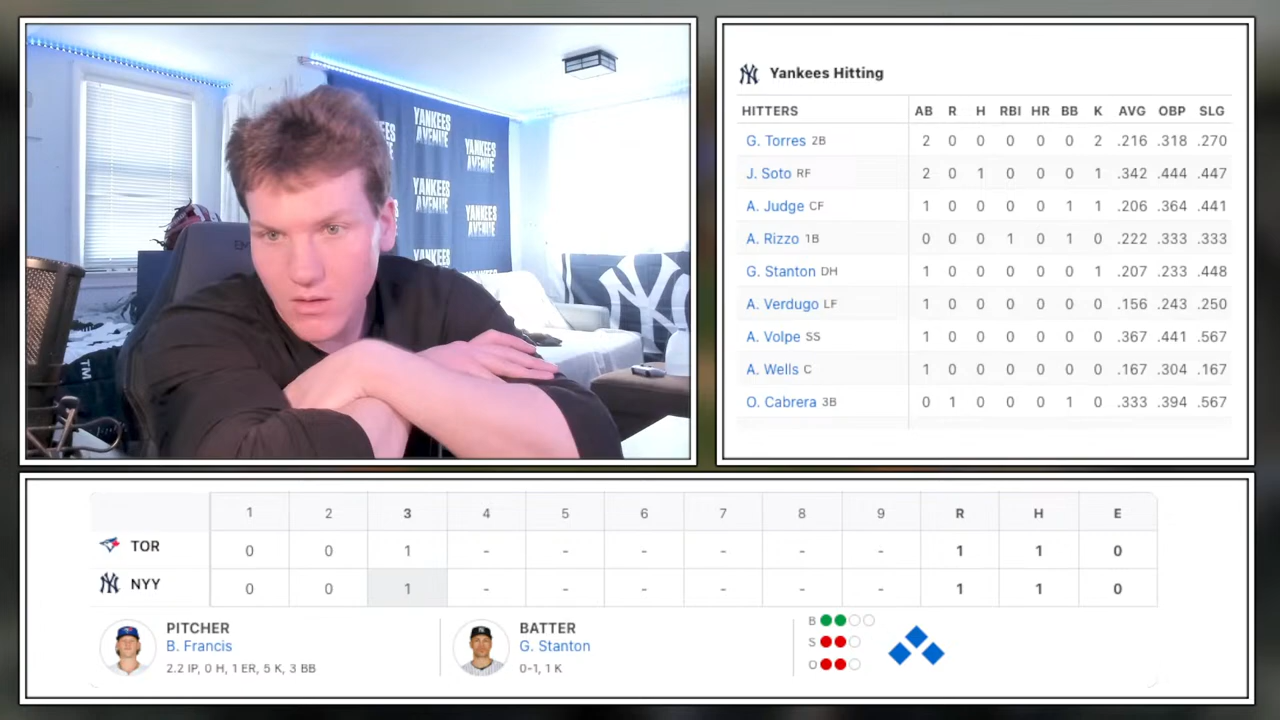 YANKEES AVENUE
YANKEES AVENUE
YANKEES AVENUE
YANKEES AVENUE
YANKEES
TM
NY
Yankees Hitting
HITTERS AB R H RBI HR BB K AVG OBP SLG
G. Torres 2B 2 0 0 0 0 0 2 .216 .318 .270
J. Soto RF 2 0 1 0 0 0 1 .342 .444 .447
A. Judge CF 1 0 0 0 0 1 1 .206 .364 .441
A. Rizzo 1B 0 0 0 1 0 1 0 .222 .333 .333
G. Stanton DH 1 0 0 0 0 0 1 .207 .233 .448
A. Verdugo LF 1 0 0 0 0 0 0 .156 .243 .250
A. Volpe SS 1 0 0 0 0 0 0 .367 .441 .567
A. Wells C 1 0 0 0 0 0 0 .167 .304 .167
O. Cabrera 3B 0 1 0 0 0 1 0 .333 .394 .567
1 2 3 4 5 6 7 8 9 R H E
TOR 0 0 1 - - - - - - 1 1 0
NYY 0 0 1 - - - - - - 1 1 0
PITCHER
B. Francis
2.2 IP, 0 H, 1 ER, 5 K, 3 BB
BATTER
G. Stanton
0-1, 1 K
B
S
O